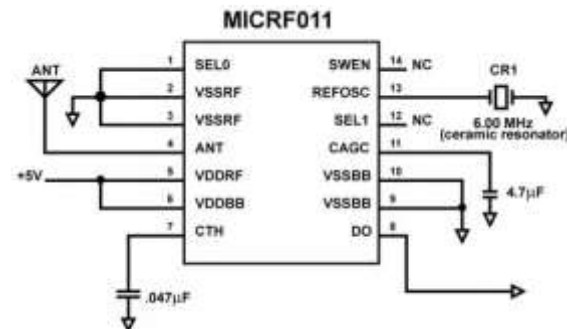 MICRF011
ANT
+5V
1 SEL0
2 VSSRF
3 VSSRF
4 ANT
5 VDDRF
6 VDDBB
7 CTH
.047µF
SWEN 14 NC
REFOSC 13
SEL1 12 NC
CAGC 11
VSSBB 10
VSSBB 9
DO 8
CR1
6.00 MHz
(ceramic resonator)
4.7µF